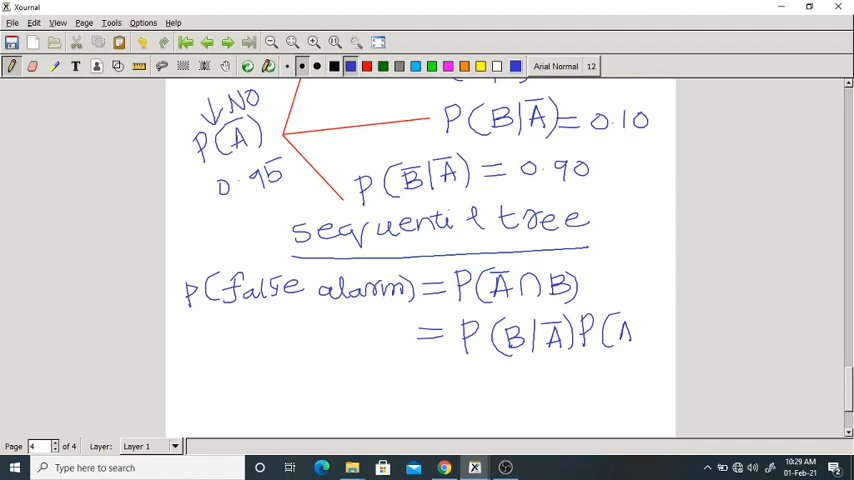 Xournal
File Edit View Page Tools Options Help
Arial Normal 12
↓ NO
P(A̅)
0.95
P(B|A̅) = 0.10
P(B̅|A̅) = 0.90
sequentil tree
P(false alarm) = P(A̅∩B)
= P(B|A̅)P(A
Page 4 of 4 Layer: Layer 1
Type here to search
10:29 AM
01-Feb-21
2